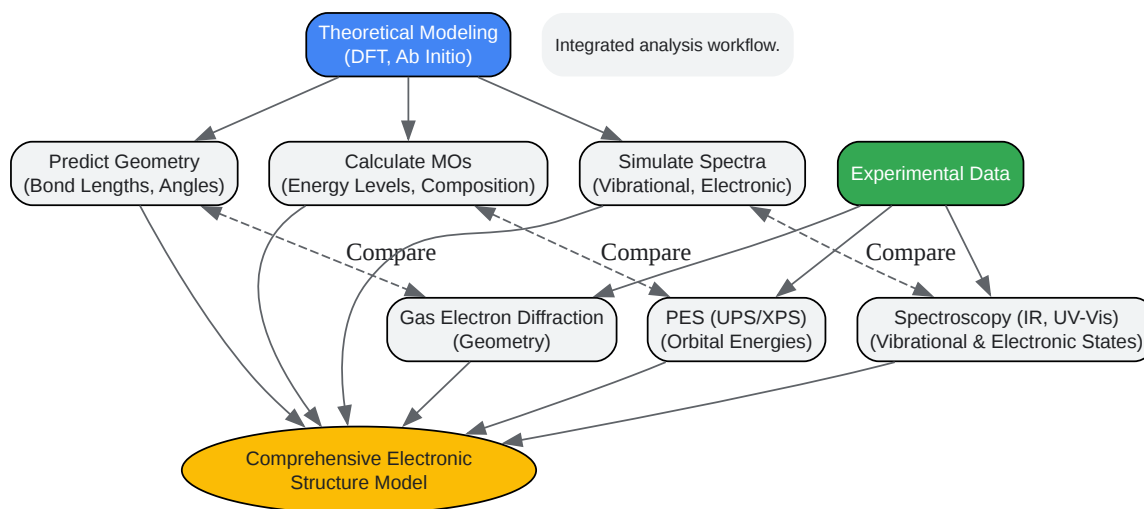 Theoretical Modeling
(DFT, Ab Initio)
Integrated analysis workflow.
Predict Geometry
(Bond Lengths, Angles)
Calculate MOs
(Energy Levels, Composition)
Simulate Spectra
(Vibrational, Electronic)
Experimental Data
Compare
Compare
Compare
Gas Electron Diffraction
(Geometry)
PES (UPS/XPS)
(Orbital Energies)
Spectroscopy (IR, UV-Vis)
(Vibrational & Electronic States)
Comprehensive Electronic
Structure Model